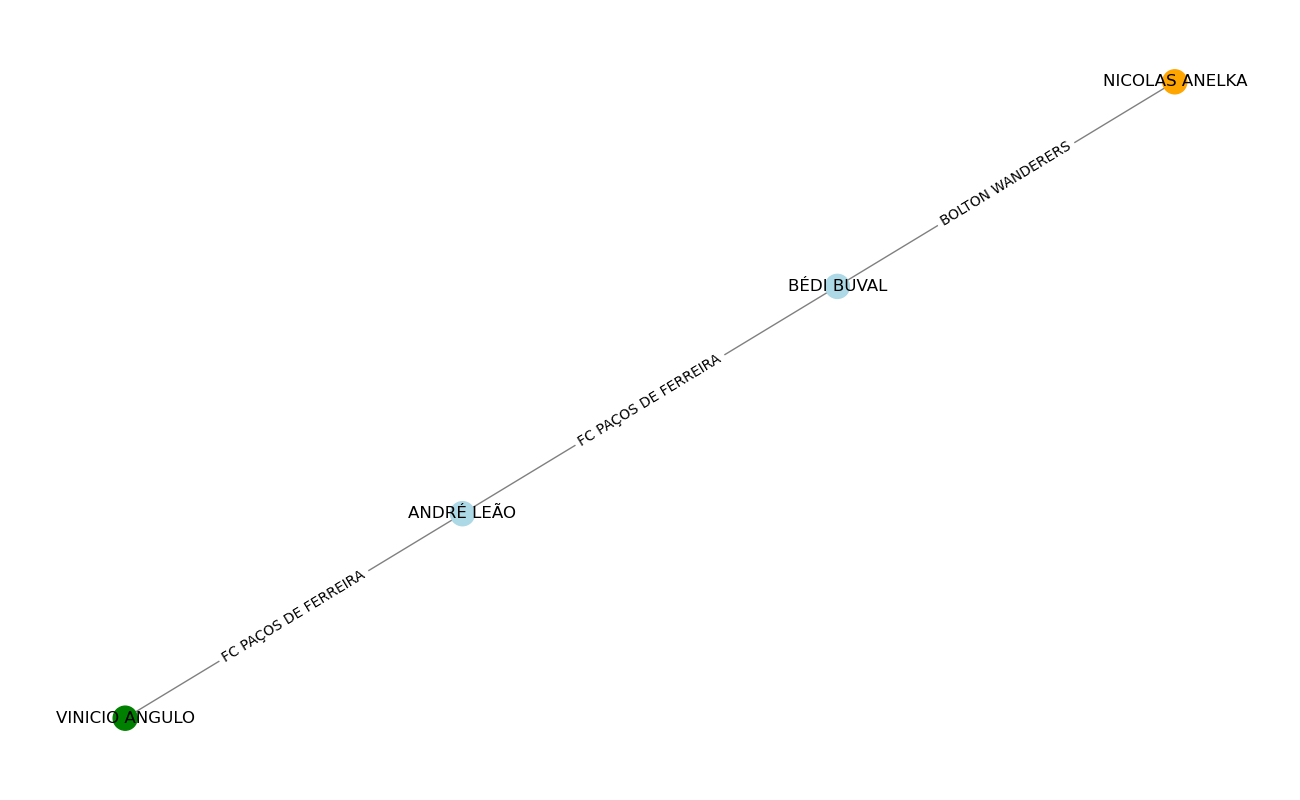 NICOLAS ANELKA
BOLTON WANDERERS
BÉDI BUVAL
FC PAÇOS DE FERREIRA
ANDRÉ LEÃO
FC PAÇOS DE FERREIRA
VINICIO ANGULO